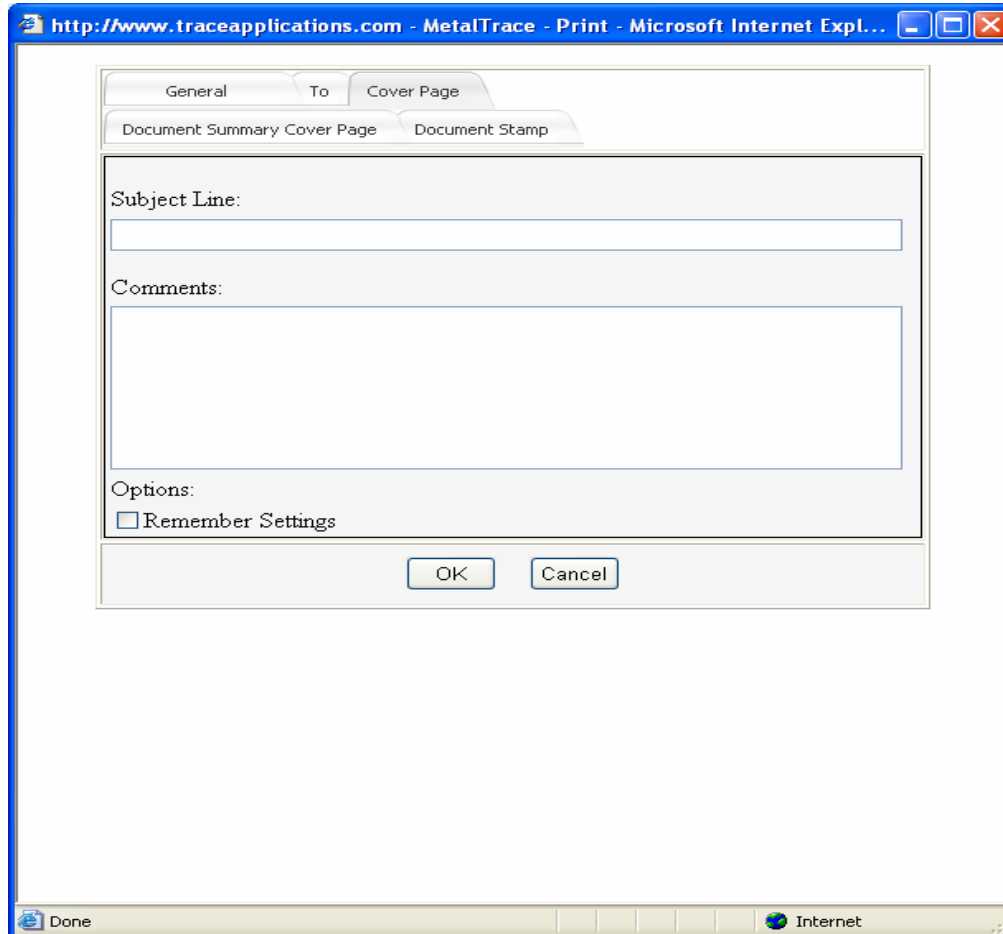 http://www.traceapplications.com - MetalTrace - Print - Microsoft Internet Expl...
General To Cover Page
Document Summary Cover Page Document Stamp
Subject Line:
Comments:
Options:
Remember Settings
OK Cancel
Done Internet